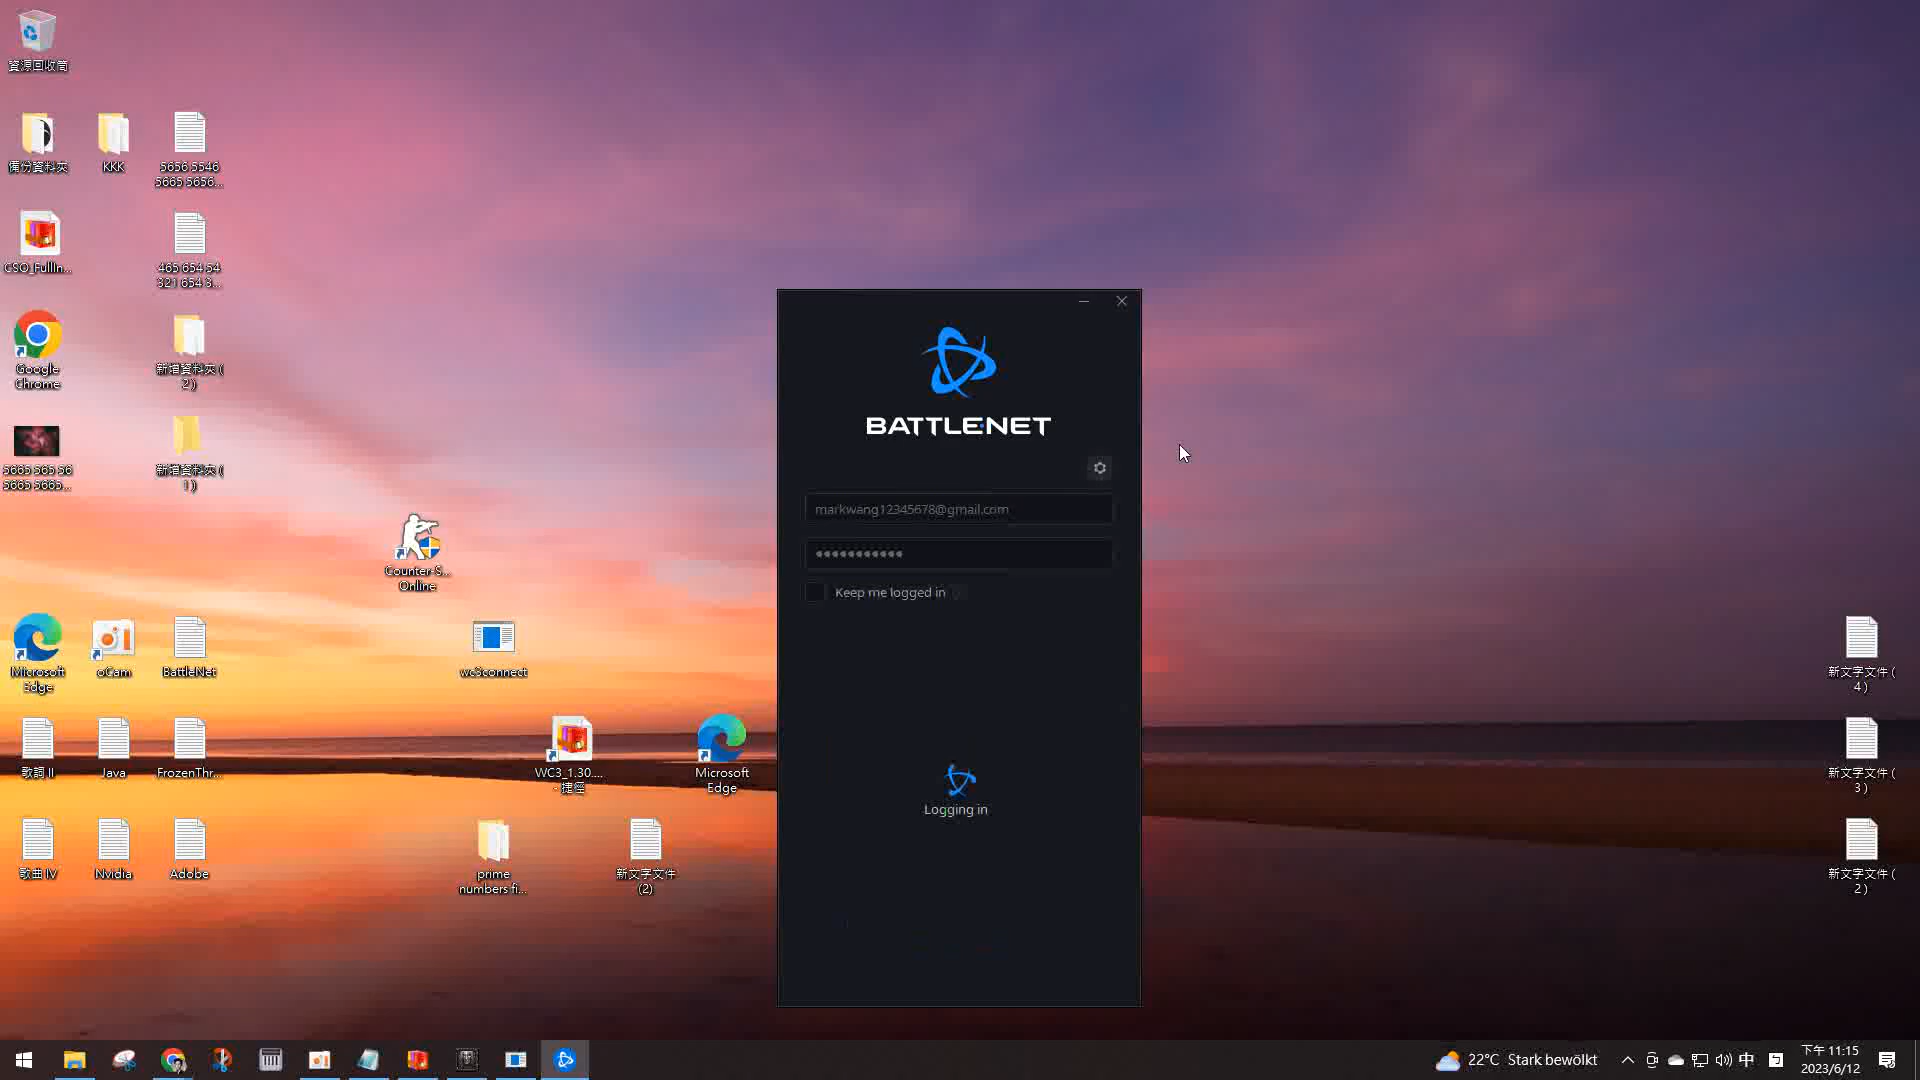 資源回收筒
備份資料夾
KKK
5656 5546
5665 5656...
CSO_FullIn...
465 654 54
321 654 3...
Google
Chrome
新增資料夾 (
2 )
5665 565 56
5665 5665...
新增資料夾 (
1 )
Counter-S...
Online
Microsoft
Edge
oCam
BattleNet
wc3connect
歌詞 II
Java
FrozenThr...
WC3_1.30....
- 捷徑
Microsoft
Edge
歌曲 IV
Nvidia
Adobe
prime
numbers fi...
新文字文件
(2)
BATTLE.NET
markwang12345678@gmail.com
Keep me logged in
Logging in
新文字文件 (
4 )
新文字文件 (
3 )
新文字文件 (
2 )
22°C Stark bewölkt
中
下午 11:15
2023/6/12